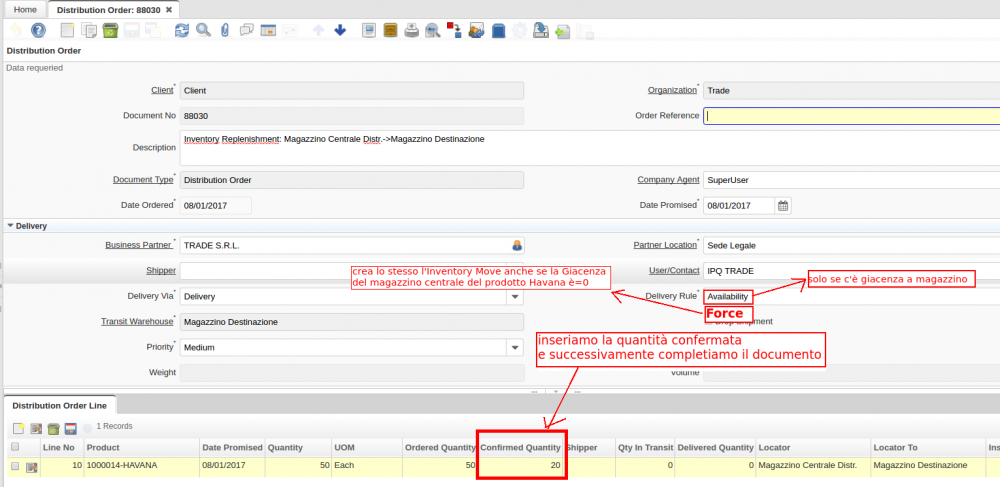 Home
Distribution Order: 88030 ✖
Distribution Order
Data requeried
Client* Client Organization* Trade
Document No 88030 Order Reference
Description Inventory Replenishment: Magazzino Centrale Distr.->Magazzino Destinazione
Document Type* Distribution Order Company Agent SuperUser
Date Ordered* 08/01/2017 Date Promised* 08/01/2017
Delivery
Business Partner* TRADE S.R.L. Partner Location* Sede Legale
Shipper User/Contact IPQ TRADE
crea lo stesso l'Inventory Move anche se la Giacenza
del magazzino centrale del prodotto Havana è=0
solo se c'è giacenza a magazzino
Delivery Via* Delivery Delivery Rule* Availability
Force
Transit Warehouse* Magazzino Destinazione
inseriamo la quantità confermata
e successivamente completiamo il documento
Priority* Medium
Weight Volume
Distribution Order Line
1 Records
Line No Product Date Promised Quantity UOM Ordered Quantity Confirmed Quantity Shipper Qty In Transit Delivered Quantity Locator Locator To Ins
10 1000014-HAVANA 08/01/2017 50 Each 50 20 0 0 Magazzino Centrale Distr. Magazzino Destinazione